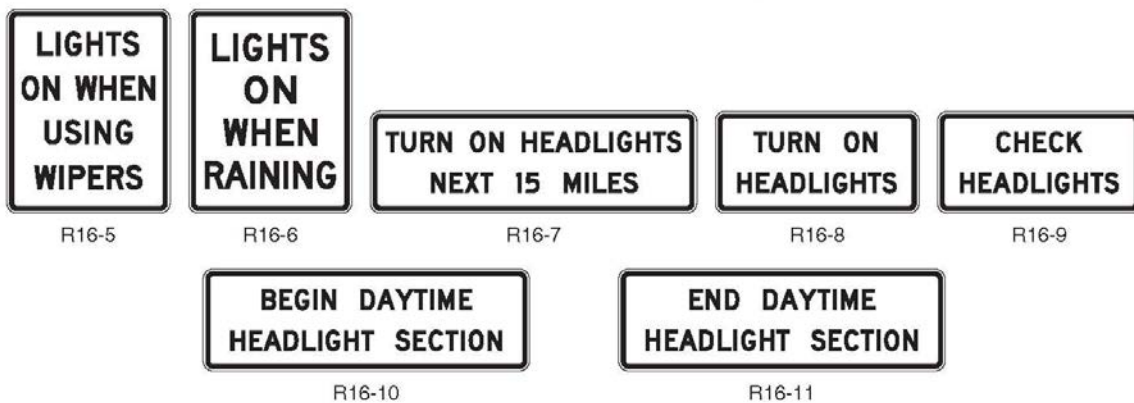 LIGHTS
ON WHEN
USING
WIPERS
R16-5
LIGHTS
ON
WHEN
RAINING
R16-6
TURN ON HEADLIGHTS
NEXT 15 MILES
R16-7
TURN ON
HEADLIGHTS
R16-8
CHECK
HEADLIGHTS
R16-9
BEGIN DAYTIME
HEADLIGHT SECTION
R16-10
END DAYTIME
HEADLIGHT SECTION
R16-11